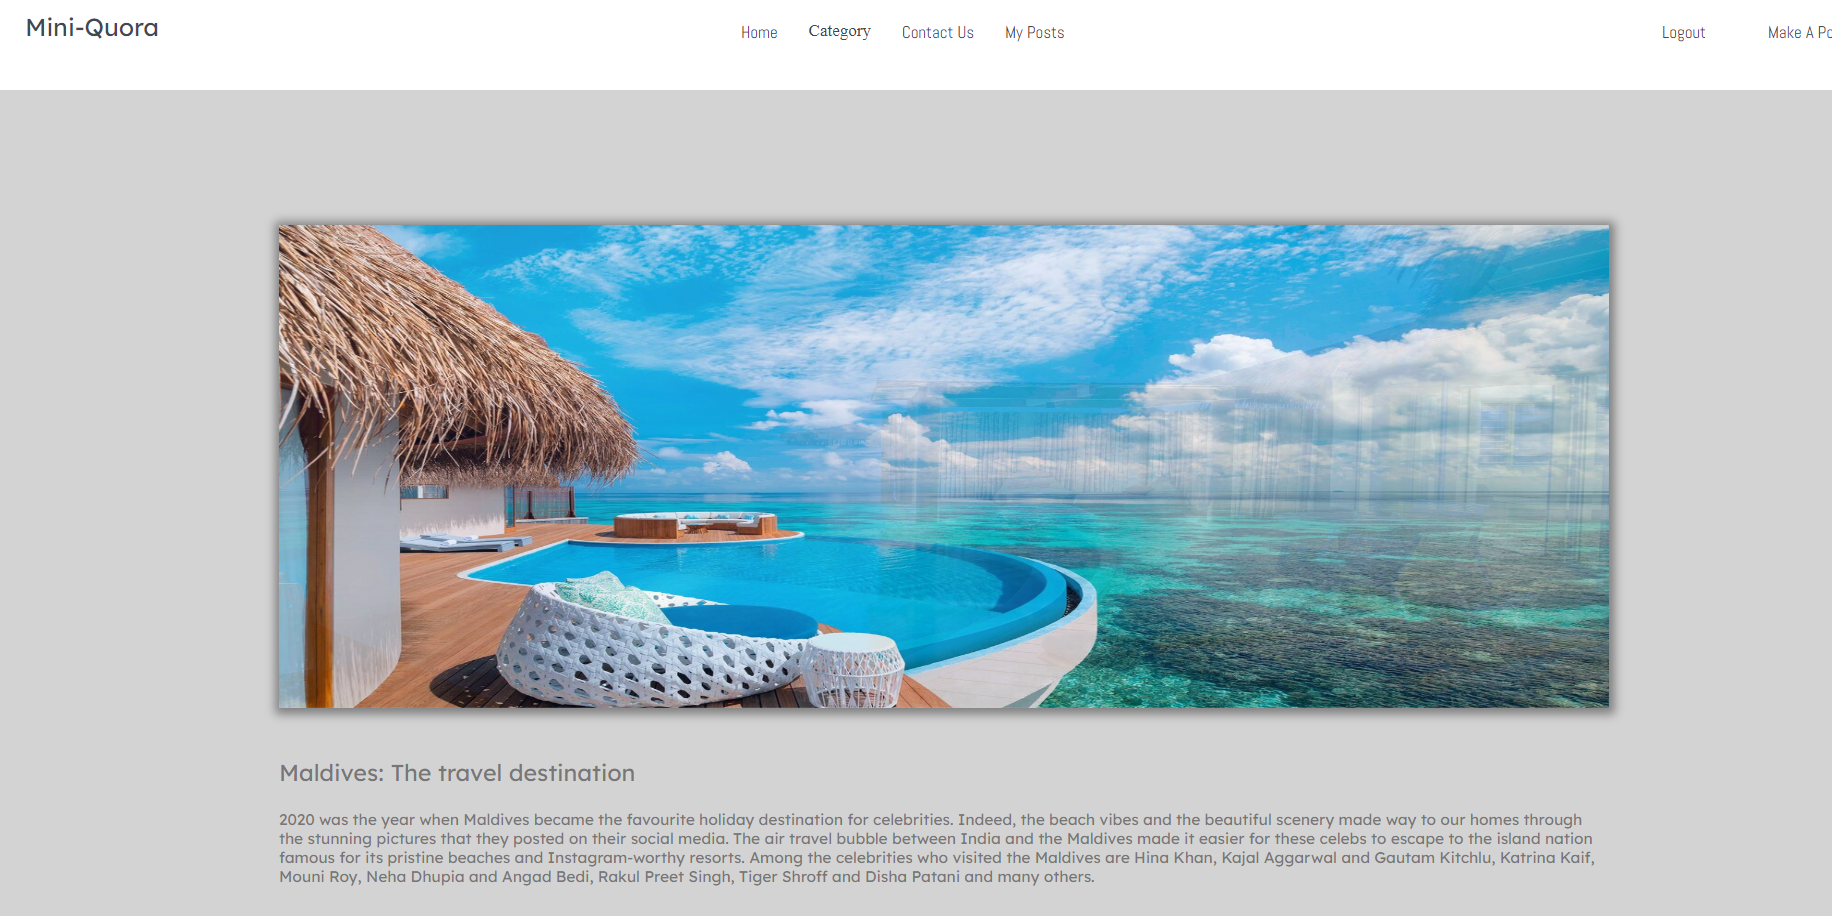 Mini-Quora
Home Category Contact Us My Posts Logout Make A
Maldives: The travel destination
2020 was the year when Maldives became the favourite holiday destination for celebrities. Indeed, the beach vibes and the beautiful scenery made way to our homes through
the stunning pictures that they posted on their social media. The air travel bubble between India and the Maldives made it easier for these celebs to escape to the island nation
famous for its pristine beaches and Instagram-worthy resorts. Among the celebrities who visited the Maldives are Hina Khan, Kajal Aggarwal and Gautam Kitchlu, Katrina Kaif,
Mouni Roy, Neha Dhupia and Angad Bedi, Rakul Preet Singh, Tiger Shroff and Disha Patani and many others.